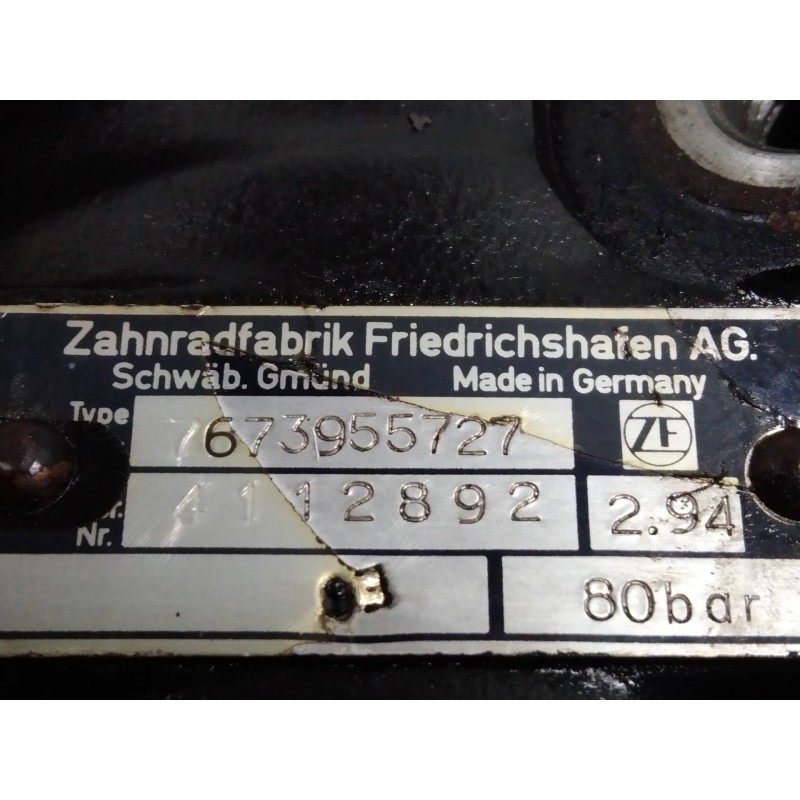 Zahnradfabrik Friedrichshafen AG.
Schwäb. Gmünd Made in Germany
Type 7673955727 ZF
Nr. 4112892 2.94
80bar